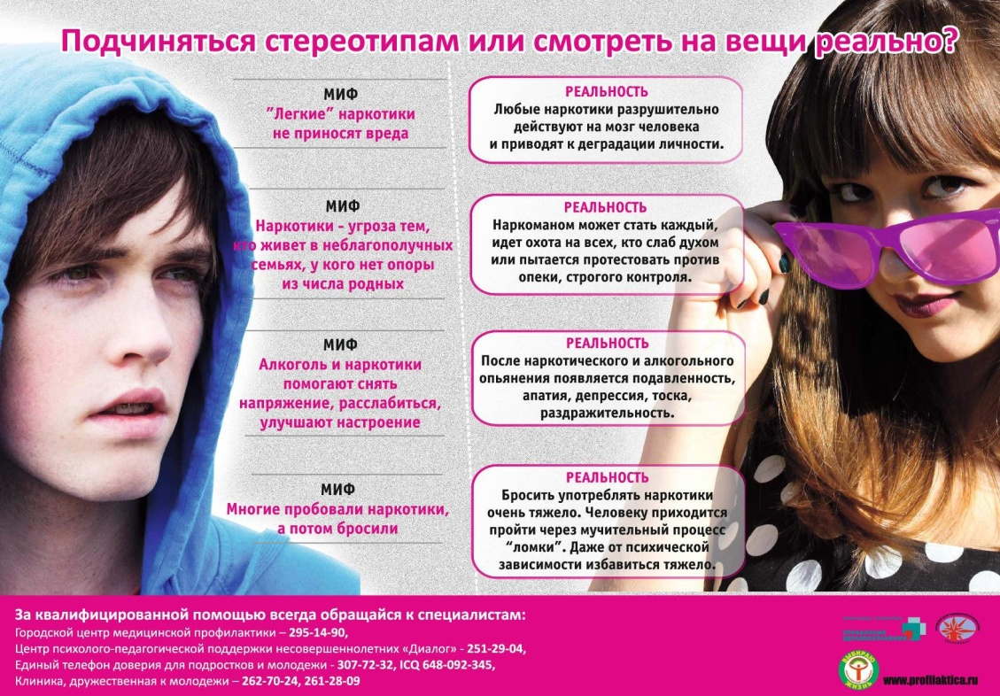 Подчиняться стереотипам или смотреть на вещи реально?
МИФ
"Легкие" наркотики
не приносят вреда
РЕАЛЬНОСТЬ
Любые наркотики разрушительно
действуют на мозг человека
и приводят к деградации личности.
МИФ
Наркотики - угроза тем,
кто живет в неблагополучных
семьях, у кого нет опоры
из числа родных
РЕАЛЬНОСТЬ
Наркоманом может стать каждый,
идет охота на всех, кто слаб духом
или пытается протестовать против
опеки, строгого контроля.
МИФ
Алкоголь и наркотики
помогают снять
напряжение, расслабиться,
улучшают настроение
РЕАЛЬНОСТЬ
После наркотического и алкогольного
опьянения появляется подавленность,
апатия, депрессия, тоска,
раздражительность.
МИФ
Многие пробовали наркотики,
а потом бросили
РЕАЛЬНОСТЬ
Бросить употреблять наркотики
очень тяжело. Человеку приходится
пройти через мучительный процесс
“ломки”. Даже от психической
зависимости избавиться тяжело.
За квалифицированной помощью всегда обращайся к специалистам:
Городской центр медицинской профилактики – 295-14-90,
Центр психолого-педагогической поддержки несовершеннолетних «Диалог» - 251-29-04,
Единый телефон доверия для подростков и молодежи - 307-72-32, ICQ 648-092-345,
Клиника, дружественная к молодежи – 262-70-24, 261-28-09
УПРАВЛЕНИЕ
ЗДРАВООХРАНЕНИЯ
ВЫБИРАЮ
ЖИЗНЬ
www.profilaktica.ru